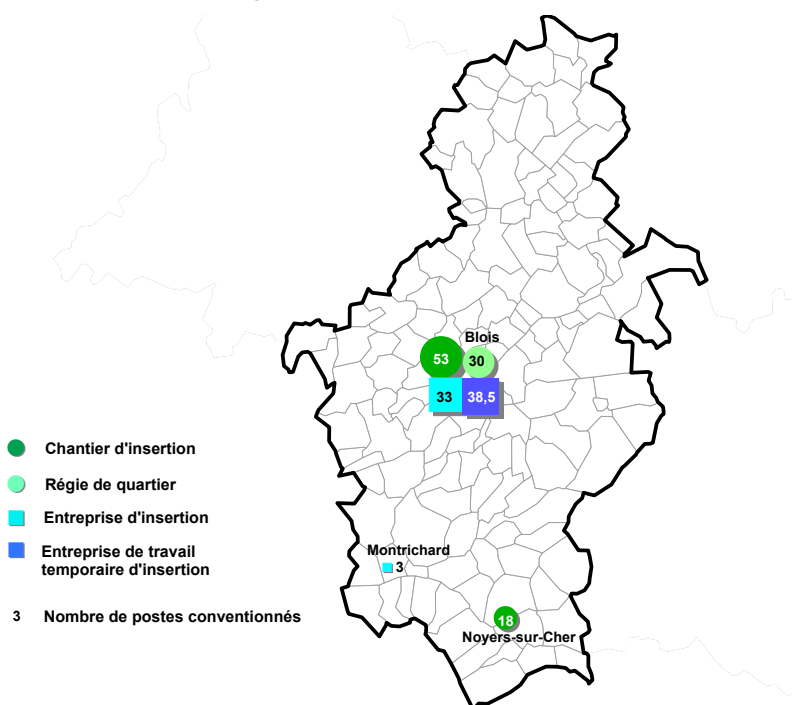 Blois
53
30
33
38,5
Chantier d'insertion
Régie de quartier
Entreprise d'insertion
Entreprise de travail
temporaire d'insertion
Montrichard
3
3 Nombre de postes conventionnés
18
Noyers-sur-Cher